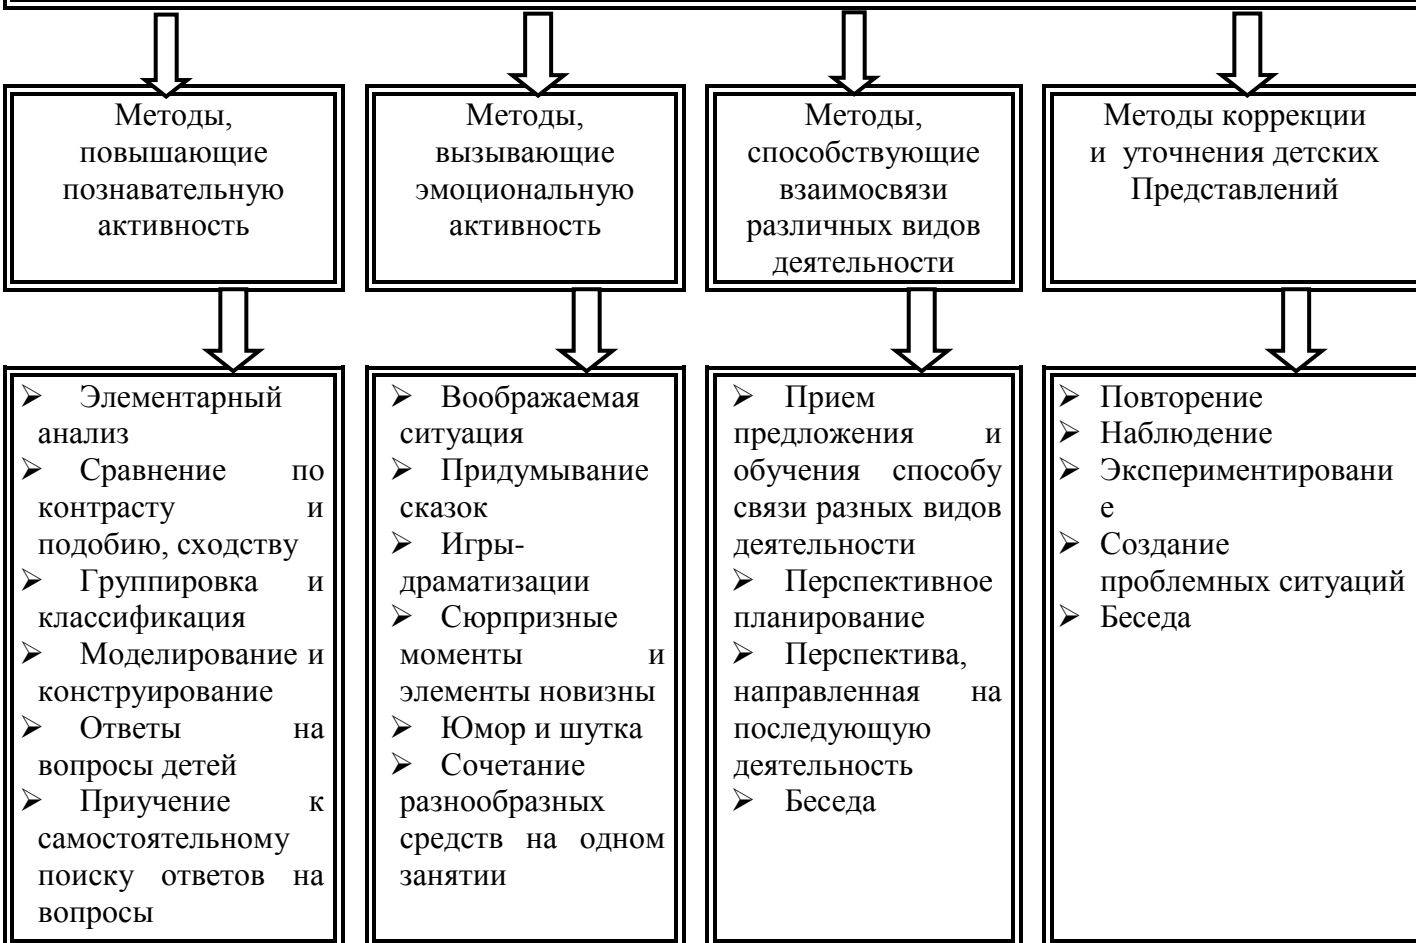 Методы,
повышающие
познавательную
активность
Методы,
вызывающие
эмоциональную
активность
Методы,
способствующие
взаимосвязи
различных видов
деятельности
Методы коррекции
и уточнения детских
Представлений
➢ Элементарный
анализ
➢ Сравнение по
контрасту и
подобию, сходству
➢ Группировка и
классификация
➢ Моделирование и
конструирование
➢ Ответы на
вопросы детей
➢ Приучение к
самостоятельному
поиску ответов на
вопросы
➢ Воображаемая
ситуация
➢ Придумывание
сказок
➢ Игры-
драматизации
➢ Сюрпризные
моменты и
элементы новизны
➢ Юмор и шутка
➢ Сочетание
разнообразных
средств на одном
занятии
➢ Прием
предложения и
обучения способу
связи разных видов
деятельности
➢ Перспективное
планирование
➢ Перспектива,
направленная на
последующую
деятельность
➢ Беседа
➢ Повторение
➢ Наблюдение
➢ Экспериментировани
е
➢ Создание
проблемных ситуаций
➢ Беседа